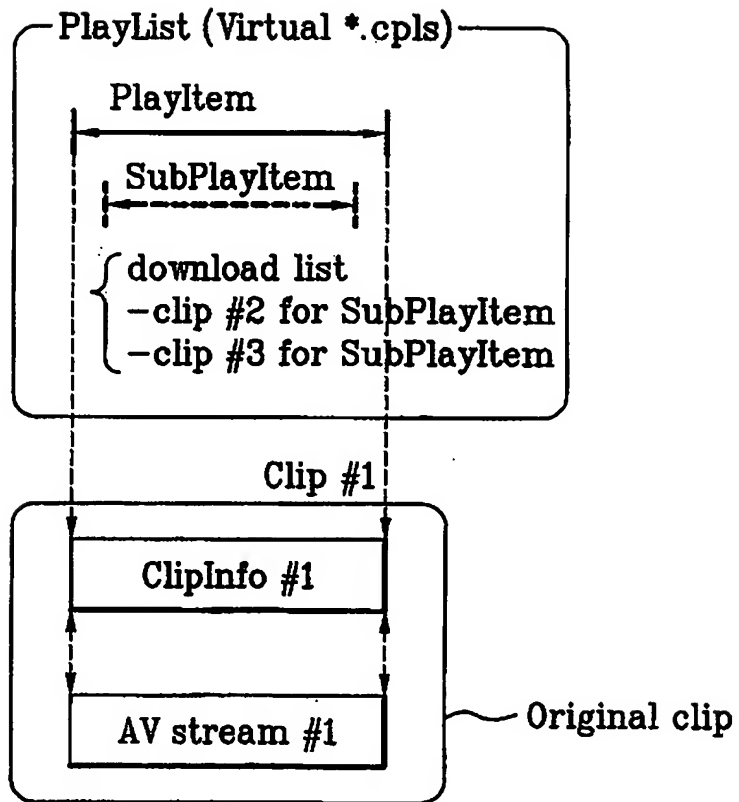 PlayList (Virtual *.cpls)
PlayItem
SubPlayItem
download list
-clip #2 for SubPlayItem
-clip #3 for SubPlayItem
Clip #1
ClipInfo #1
AV stream #1
Original clip